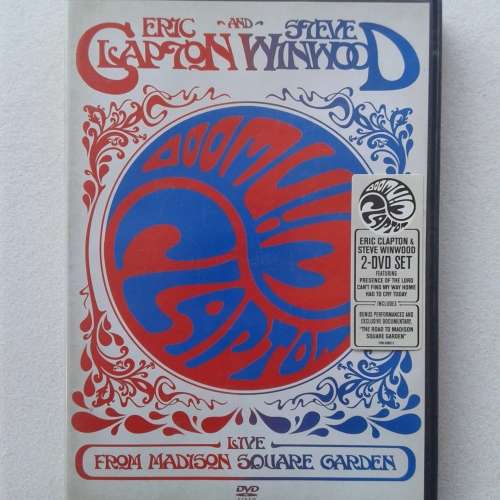 ERIC —AND— STEVE
CLAPTON WINWOOD
WINWOOD
CLAPTON
WINWOOD
CLAPTON
ERIC CLAPTON &
STEVE WINWOOD
2-DVD SET
FEATURING
PRESENCE OF THE LORD
CAN'T FIND MY WAY HOME
HAD TO CRY TODAY
INCLUDES
BONUS PERFORMANCES AND
EXCLUSIVE DOCUMENTARY,
"THE ROAD TO MADISON
SQUARE GARDEN"
LIVE
FROM MADISON SQUARE GARDEN
DVD